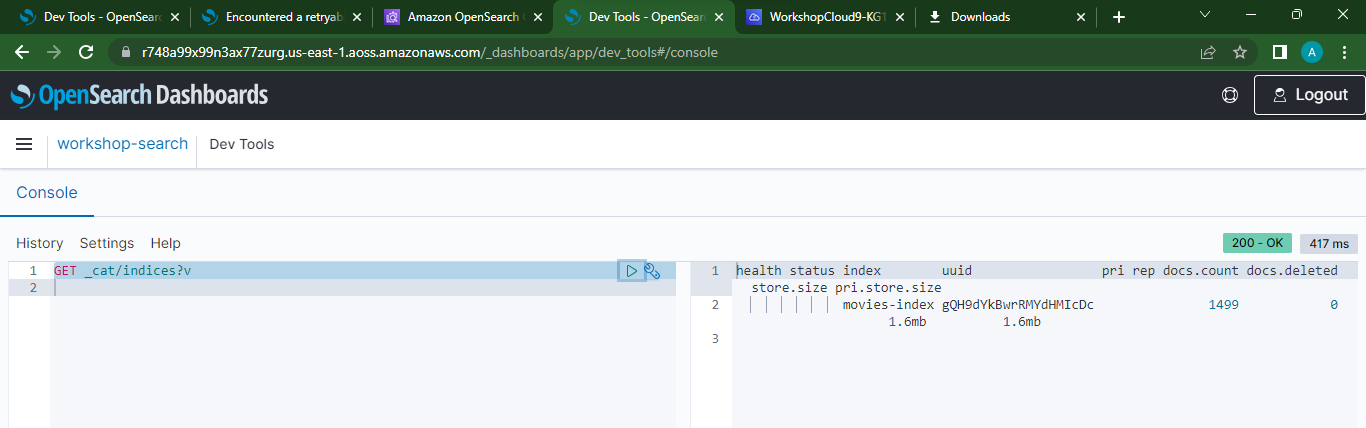 Dev Tools - OpenSearc
Encountered a retryab
Amazon OpenSearch
Dev Tools - OpenSearc
WorkshopCloud9-KG1
Downloads
r748a99x99n3ax77zurg.us-east-1.aoss.amazonaws.com/_dashboards/app/dev_tools#/console
A
OpenSearch Dashboards
Logout
workshop-search
Dev Tools
Console
History Settings Help
200 - OK
417 ms
1 GET _cat/indices?v
2
1 health status index uuid pri rep docs.count docs.deleted
store.size pri.store.size
2 movies-index gQH9dYkBwrRMYdHMIcDc 1499 0
1.6mb 1.6mb
3